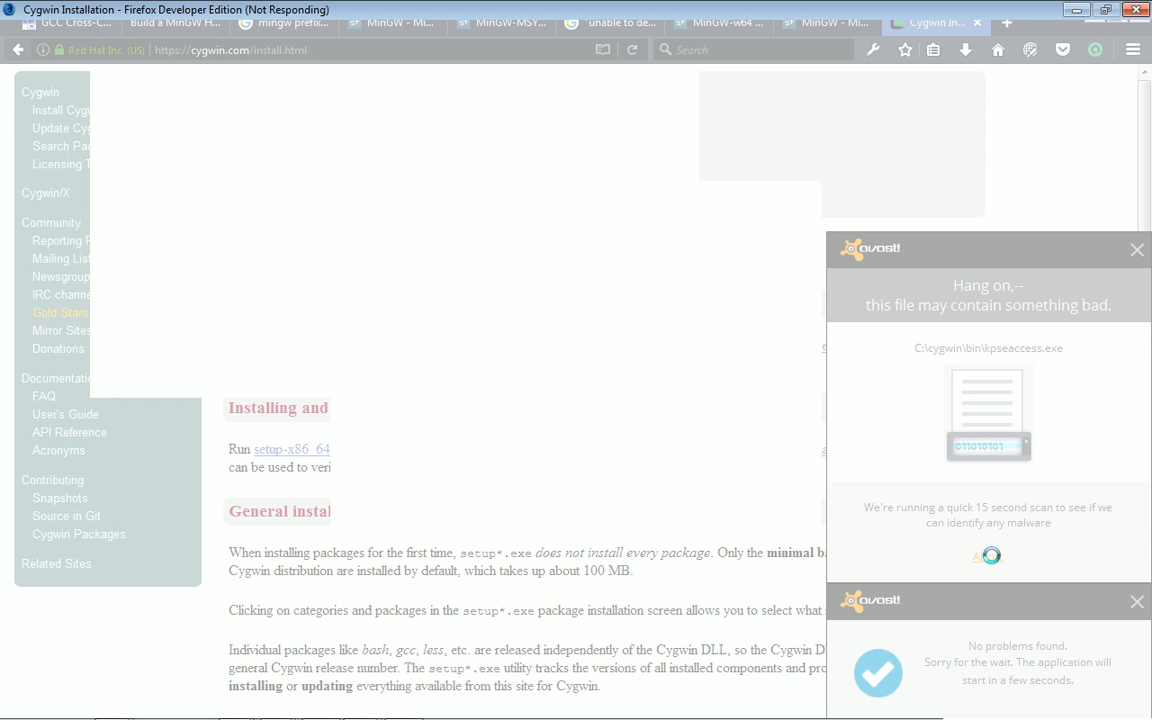 Cygwin Installation - Firefox Developer Edition (Not Responding)
GCC Cross-C...
Build a MinGW H...
mingw prefix...
MinGW - Mi...
MinGW-MSY...
unable to de...
MinGW-w64
MinGW - Mi...
Cygwin In...
Red Hat Inc. (US)
https://cygwin.com/install.html
Search
Cygwin
Install Cygw
Update Cyg
Search Pac
Licensing T
Cygwin/X
Community
Reporting P
Mailing List
Newsgroup
IRC channe
Gold Stars
Mirror Sites
Donations
Documentati
FAQ
User's Guide
API Reference
Acronyms
Contributing
Snapshots
Source in Git
Cygwin Packages
Related Sites
Installing and
Run setup-x86_64
can be used to veri
General instal
When installing packages for the first time, setup*.exe does not install every package. Only the minimal ba
Cygwin distribution are installed by default, which takes up about 100 MB.
Clicking on categories and packages in the setup*.exe package installation screen allows you to select what
Individual packages like bash, gcc, less, etc. are released independently of the Cygwin DLL, so the Cygwin D
general Cygwin release number. The setup*.exe utility tracks the versions of all installed components and pro
installing or updating everything available from this site for Cygwin.
avast!
Hang on,--
this file may contain something bad.
C:\cygwin\bin\kpseaccess.exe
011010101
We're running a quick 15 second scan to see if we
can identify any malware
avast!
No problems found.
Sorry for the wait. The application will
start in a few seconds.